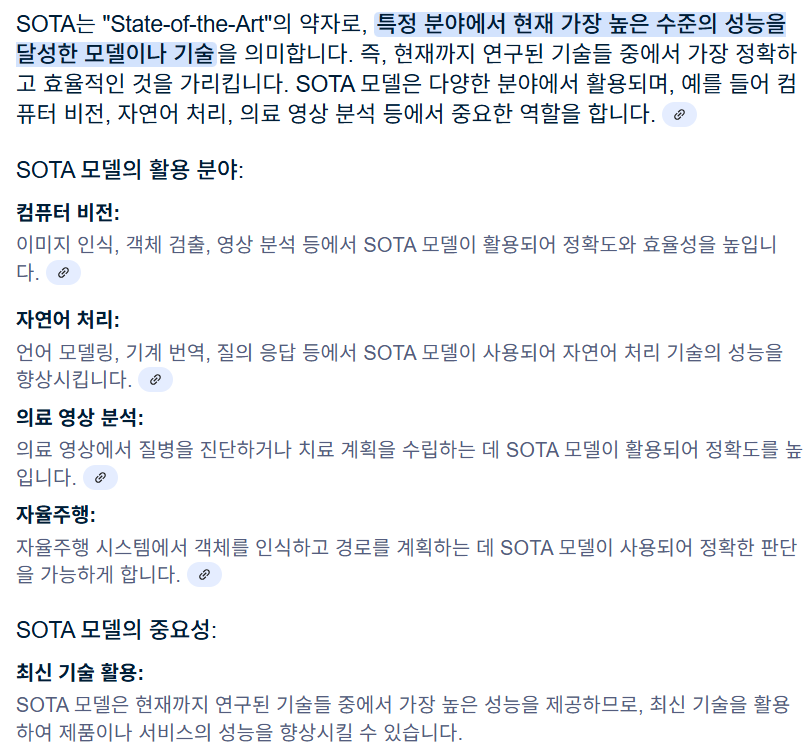 SOTA는 "State-of-the-Art"의 약자로, 특정 분야에서 현재 가장 높은 수준의 성능을
달성한 모델이나 기술을 의미합니다. 즉, 현재까지 연구된 기술들 중에서 가장 정확하
고 효율적인 것을 가리킵니다. SOTA 모델은 다양한 분야에서 활용되며, 예를 들어 컴
퓨터 비전, 자연어 처리, 의료 영상 분석 등에서 중요한 역할을 합니다.
SOTA 모델의 활용 분야:
컴퓨터 비전:
이미지 인식, 객체 검출, 영상 분석 등에서 SOTA 모델이 활용되어 정확도와 효율성을 높입니
다.
자연어 처리:
언어 모델링, 기계 번역, 질의 응답 등에서 SOTA 모델이 사용되어 자연어 처리 기술의 성능을
향상시킵니다.
의료 영상 분석:
의료 영상에서 질병을 진단하거나 치료 계획을 수립하는 데 SOTA 모델이 활용되어 정확도를 높
입니다.
자율주행:
자율주행 시스템에서 객체를 인식하고 경로를 계획하는 데 SOTA 모델이 사용되어 정확한 판단
을 가능하게 합니다.
SOTA 모델의 중요성:
최신 기술 활용:
SOTA 모델은 현재까지 연구된 기술들 중에서 가장 높은 성능을 제공하므로, 최신 기술을 활용
하여 제품이나 서비스의 성능을 향상시킬 수 있습니다.